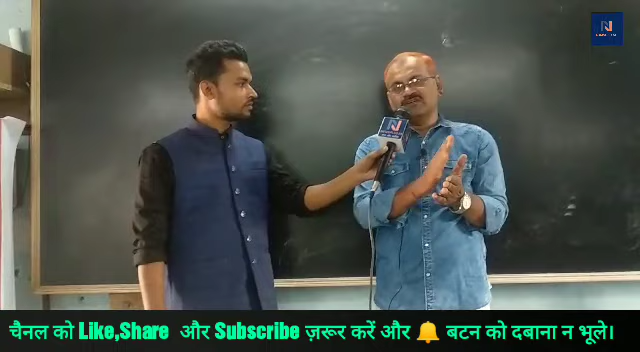 चैनल को Like,Share और Subscribe ज़रूर करें और 🔔 बटन को दबाना न भूले।